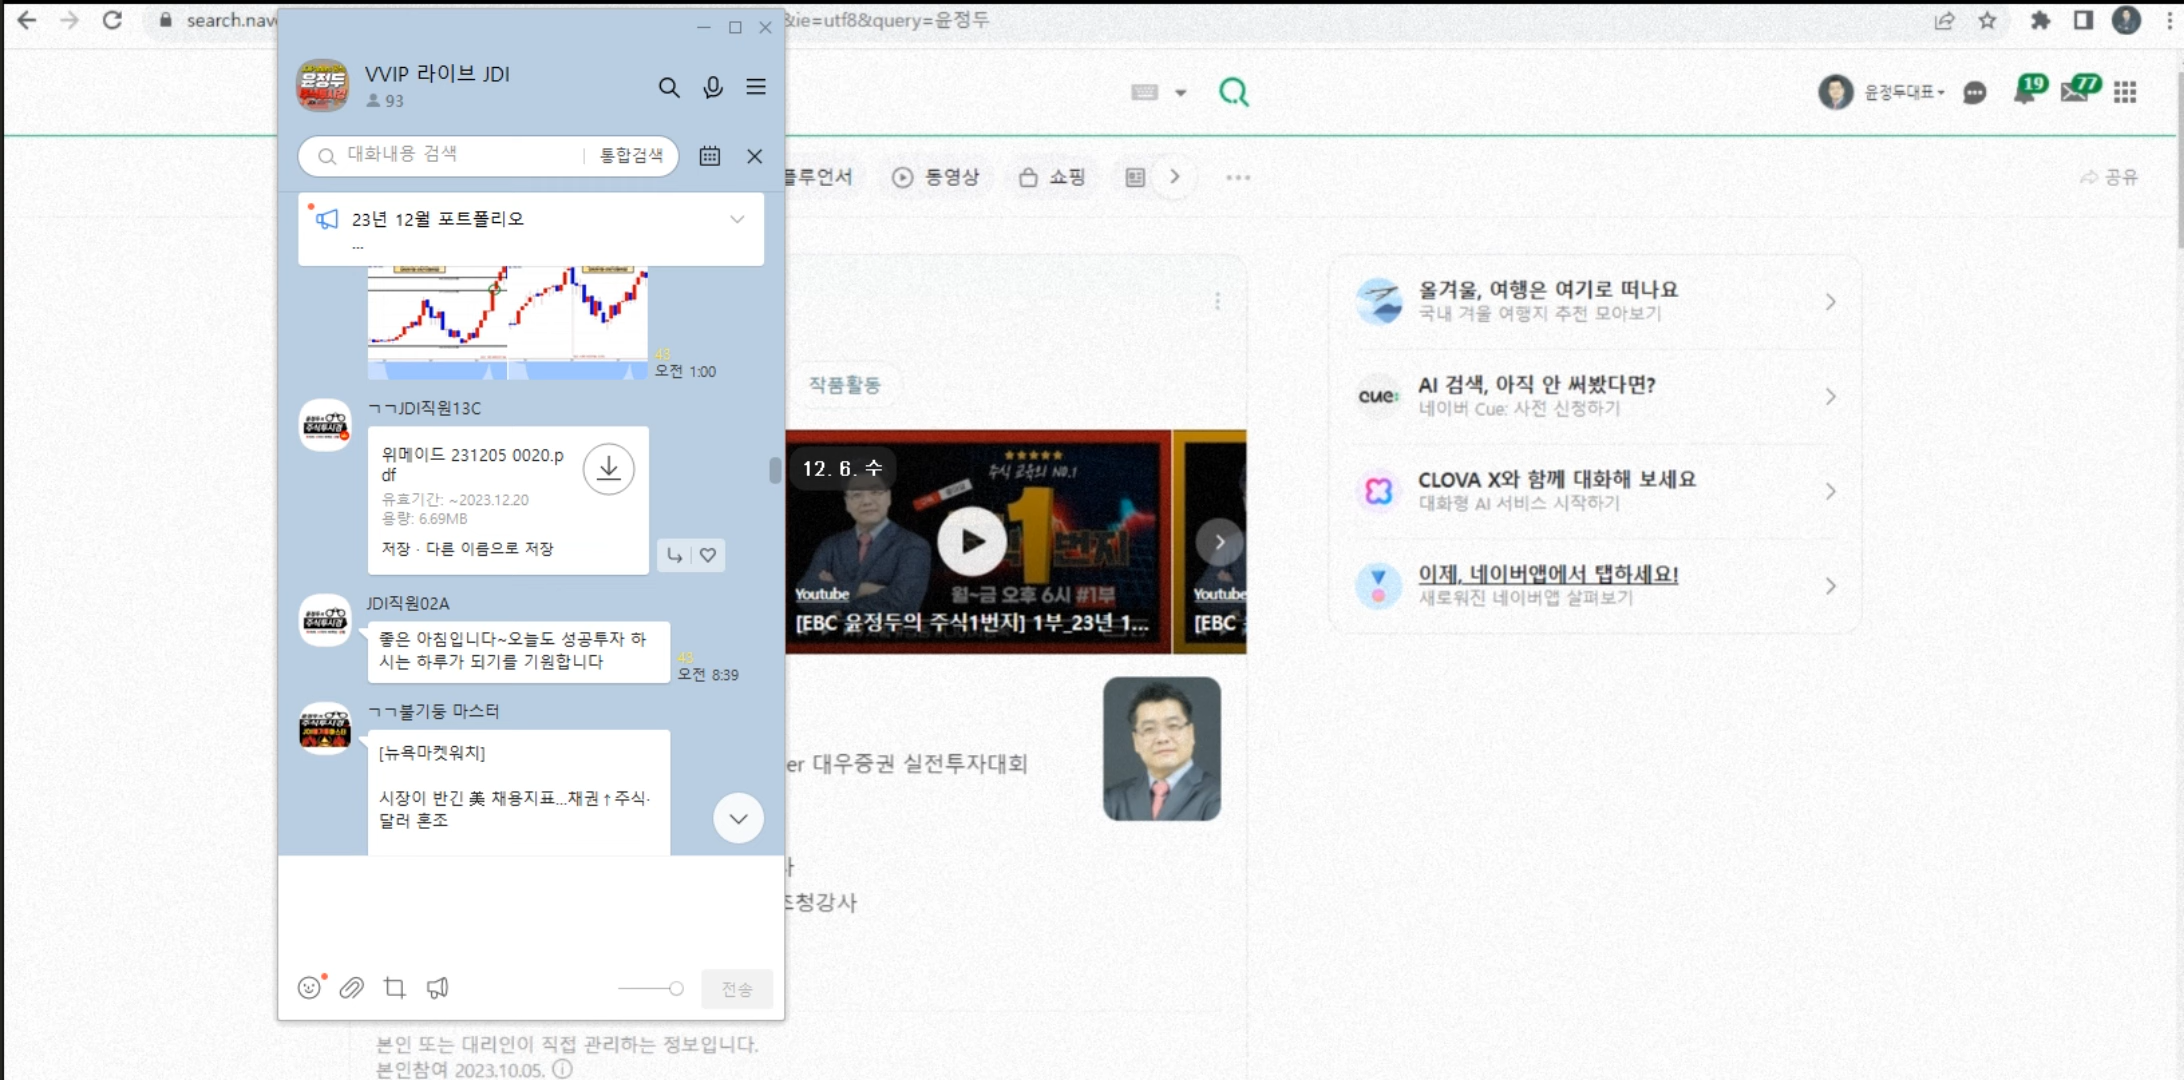 search.nav
&ie=utf8&query=윤정두
VVIP 라이브 JDI
93
대화내용 검색
통합검색
23년 12월 포트폴리오
...
43
오전 1:00
ㄱㄱJDI직원13C
위메이드 231205 0020.p
df
유효기간: ~2023.12.20
용량: 6.69MB
저장 · 다른 이름으로 저장
JDI직원02A
좋은 아침입니다~오늘도 성공투자 하
시는 하루가 되기를 기원합니다
43
오전 8:39
ㄱㄱ불기둥 마스터
[뉴욕마켓워치]
시장이 반긴 美 채용지표...채권↑주식·
달러 혼조
전송
윤정두대표
19
77
플루언서
동영상
쇼핑
공유
작품활동
12. 6. 수
주식 교육의 NO.1
1
번지
월~금 오후 6시 #1부
Youtube
[EBC 윤정두의 주식1번지] 1부_23년 1...
Youtube
[EBC
er 대우증권 실전투자대회
초청강사
본인 또는 대리인이 직접 관리하는 정보입니다.
본인참여 2023.10.05.
올겨울, 여행은 여기로 떠나요
국내 겨울 여행지 추천 모아보기
cue:
AI 검색, 아직 안 써봤다면?
네이버 Cue: 사전 신청하기
CLOVA X와 함께 대화해 보세요
대화형 AI 서비스 시작하기
이제, 네이버앱에서 탭하세요!
새로워진 네이버앱 살펴보기